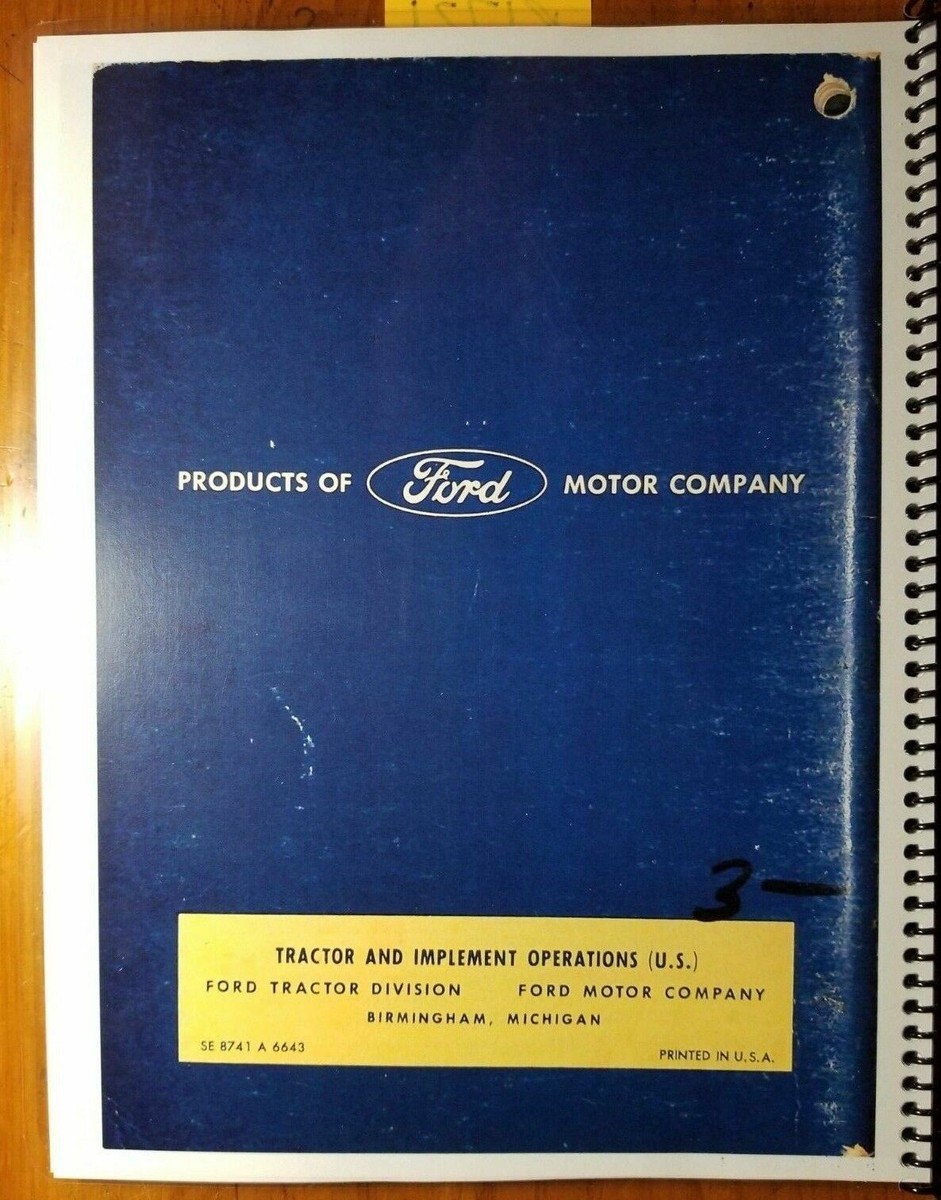 PRODUCTS OF Ford MOTOR COMPANY
3-
TRACTOR AND IMPLEMENT OPERATIONS (U.S.)
FORD TRACTOR DIVISION FORD MOTOR COMPANY
BIRMINGHAM, MICHIGAN
SE 8741 A 6643
PRINTED IN U.S.A.